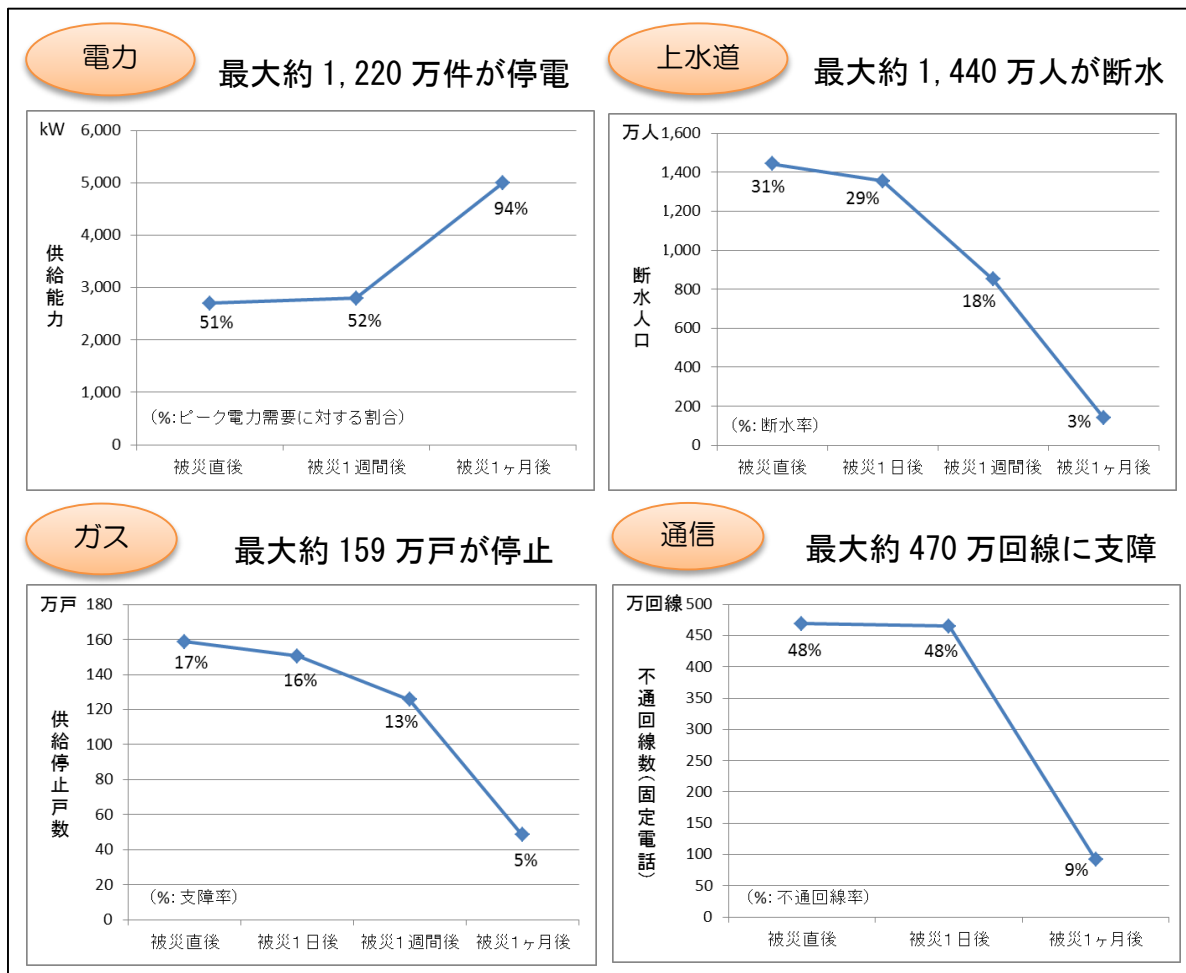 電力
最大約 1,220 万件が停電
kW
6,000
5,000
4,000
3,000
2,000
1,000
0
供給能力
51%
52%
94%
(%:ピーク電力需要に対する割合)
被災直後 被災1週間後 被災1ヶ月後
上水道
最大約 1,440 万人が断水
万人
1,600
1,400
1,200
1,000
800
600
400
200
0
断水人口
31%
29%
18%
3%
(%: 断水率)
被災直後 被災1日後 被災1週間後 被災1ヶ月後
ガス
最大約 159 万戸が停止
万戸
180
160
140
120
100
80
60
40
20
0
供給停止戸数
17%
16%
13%
5%
(%: 支障率)
被災直後 被災1日後 被災1週間後 被災1ヶ月後
通信
最大約 470 万回線に支障
万回線
500
450
400
350
300
250
200
150
100
50
0
不通回線数(固定電話)
48%
48%
9%
(%: 不通回線率)
被災直後 被災1日後 被災1ヶ月後